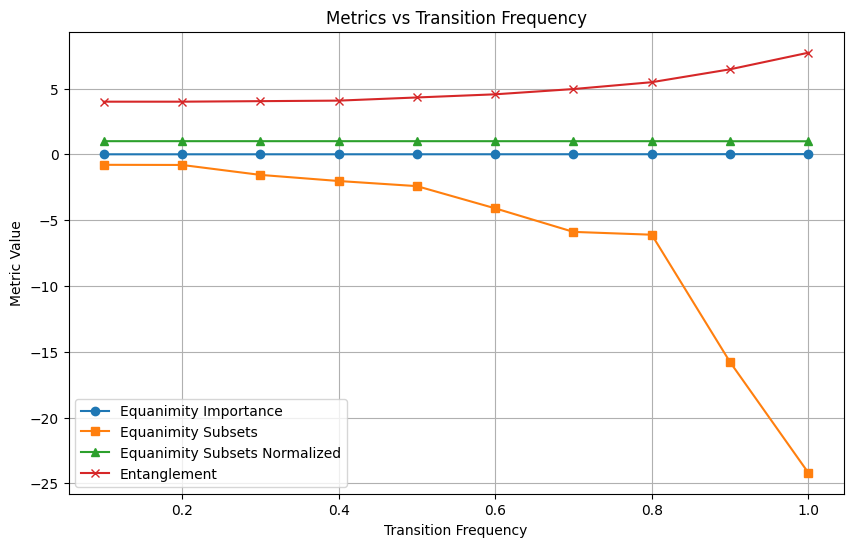 Metrics vs Transition Frequency
Metric Value
5
0
−5
−10
−15
−20
−25
Equanimity Importance
Equanimity Subsets
Equanimity Subsets Normalized
Entanglement
0.2 0.4 0.6 0.8 1.0
Transition Frequency